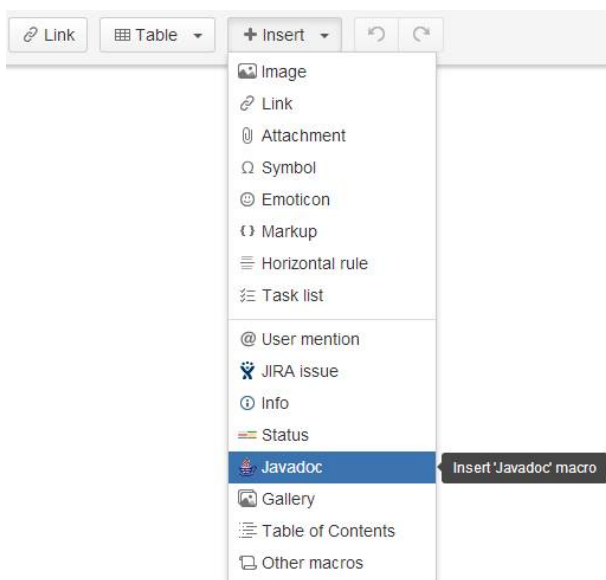 Link Table + Insert
Image
Link
Attachment
Ω Symbol
Emoticon
{} Markup
Horizontal rule
Task list
@ User mention
JIRA issue
Info
Status
Javadoc Insert 'Javadoc' macro
Gallery
Table of Contents
Other macros